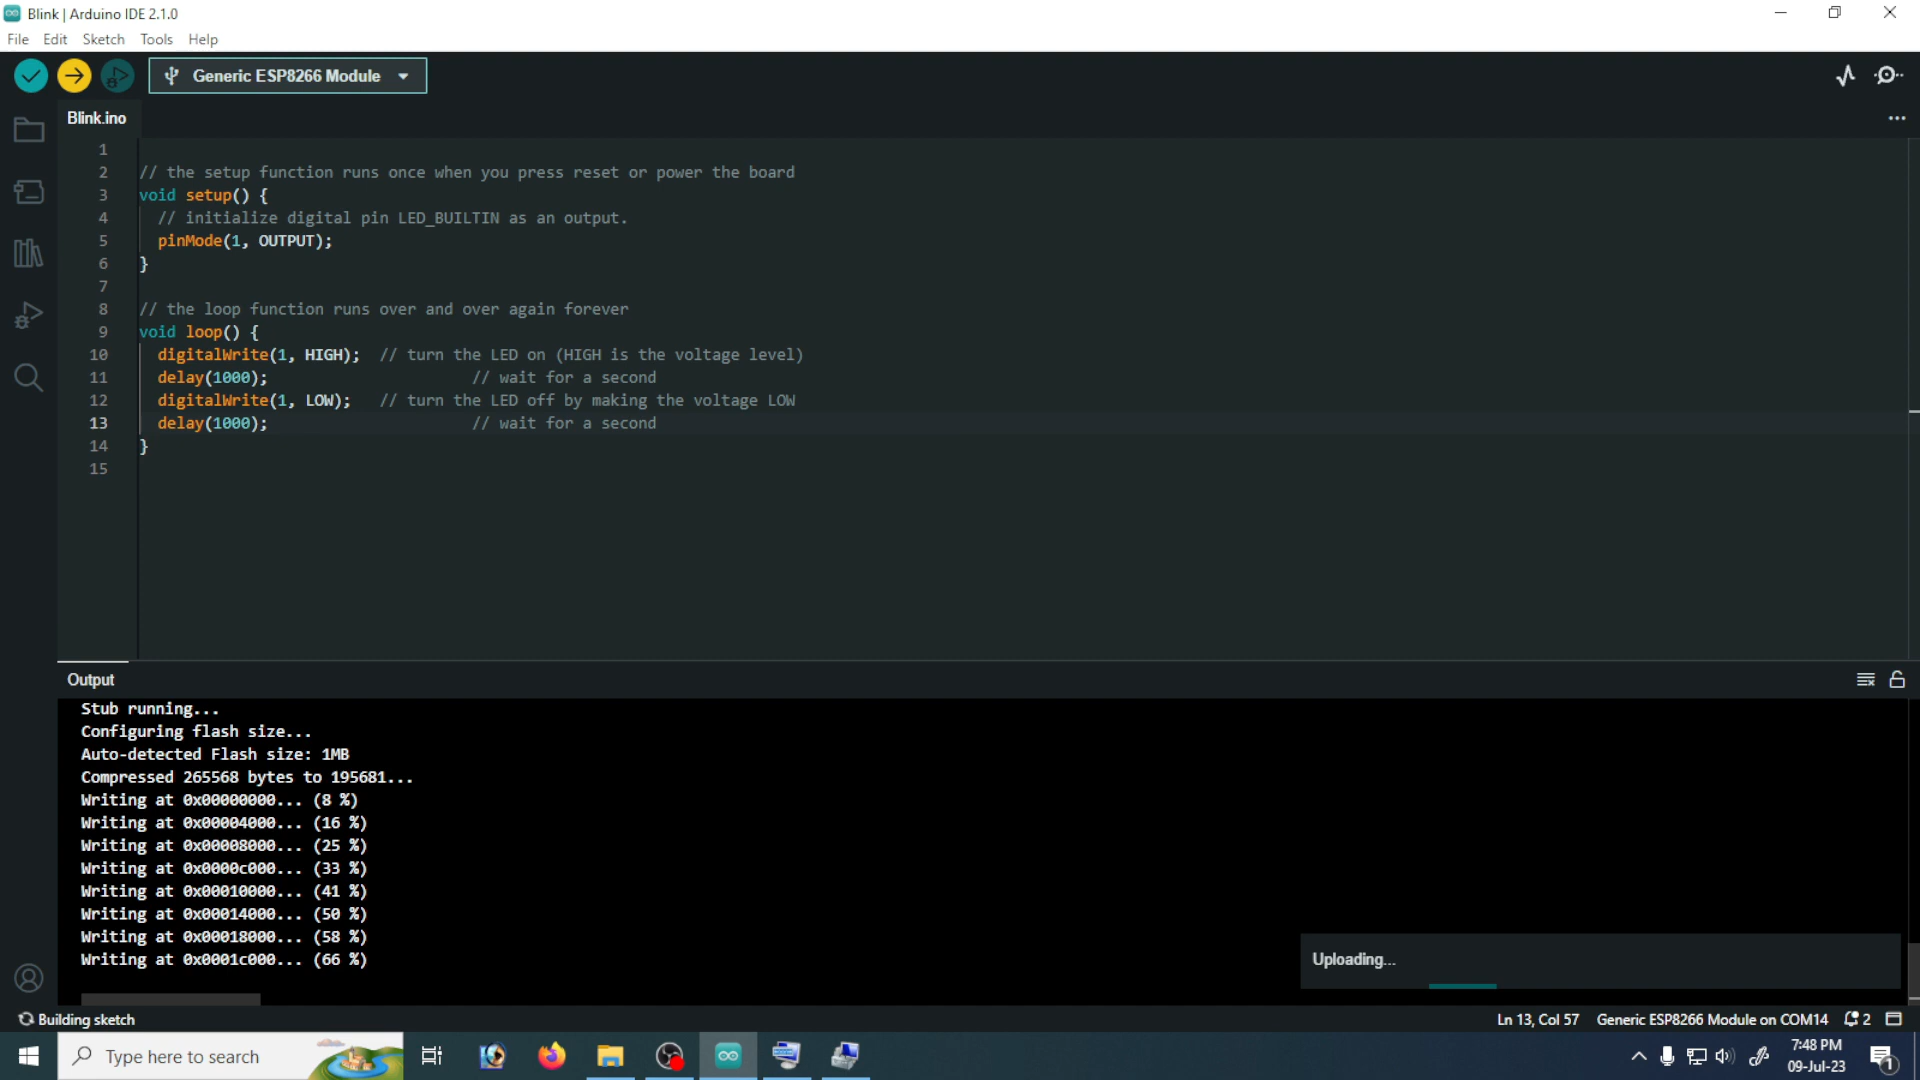 Blink | Arduino IDE 2.1.0
File Edit Sketch Tools Help
Generic ESP8266 Module
Blink.ino
1
2 // the setup function runs once when you press reset or power the board
3 void setup() {
4 // initialize digital pin LED_BUILTIN as an output.
5 pinMode(1, OUTPUT);
6 }
7
8 // the loop function runs over and over again forever
9 void loop() {
10 digitalWrite(1, HIGH); // turn the LED on (HIGH is the voltage level)
11 delay(1000); // wait for a second
12 digitalWrite(1, LOW); // turn the LED off by making the voltage LOW
13 delay(1000); // wait for a second
14 }
15
Output
Stub running...
Configuring flash size...
Auto-detected Flash size: 1MB
Compressed 265568 bytes to 195681...
Writing at 0x00000000... (8 %)
Writing at 0x00004000... (16 %)
Writing at 0x00008000... (25 %)
Writing at 0x0000c000... (33 %)
Writing at 0x00010000... (41 %)
Writing at 0x00014000... (50 %)
Writing at 0x00018000... (58 %)
Writing at 0x0001c000... (66 %)
Uploading...
Building sketch
Ln 13, Col 57 Generic ESP8266 Module on COM14 2
Type here to search
7:48 PM
09-Jul-23
1